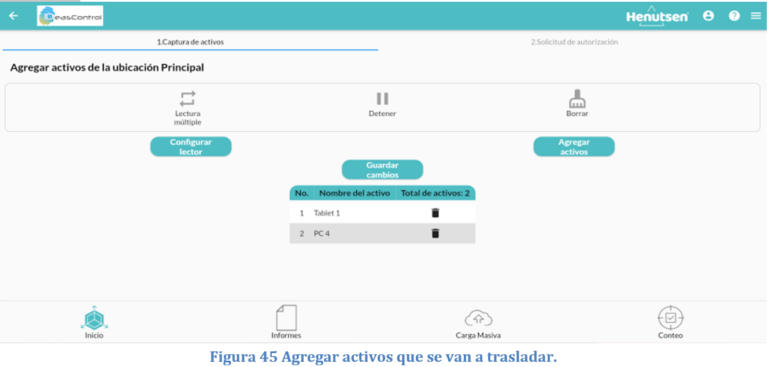 IdeasControl
Henutsen
1.Captura de activos
2.Solicitud de autorización
Agregar activos de la ubicación Principal
Lectura
múltiple
Detener
Borrar
Configurar
lector
Agregar
activos
Guardar
cambios
No. Nombre del activo Total de activos: 2
1 Tablet 1
2 PC 4
Inicio
Informes
Carga Masiva
Conteo
Figura 45 Agregar activos que se van a trasladar.